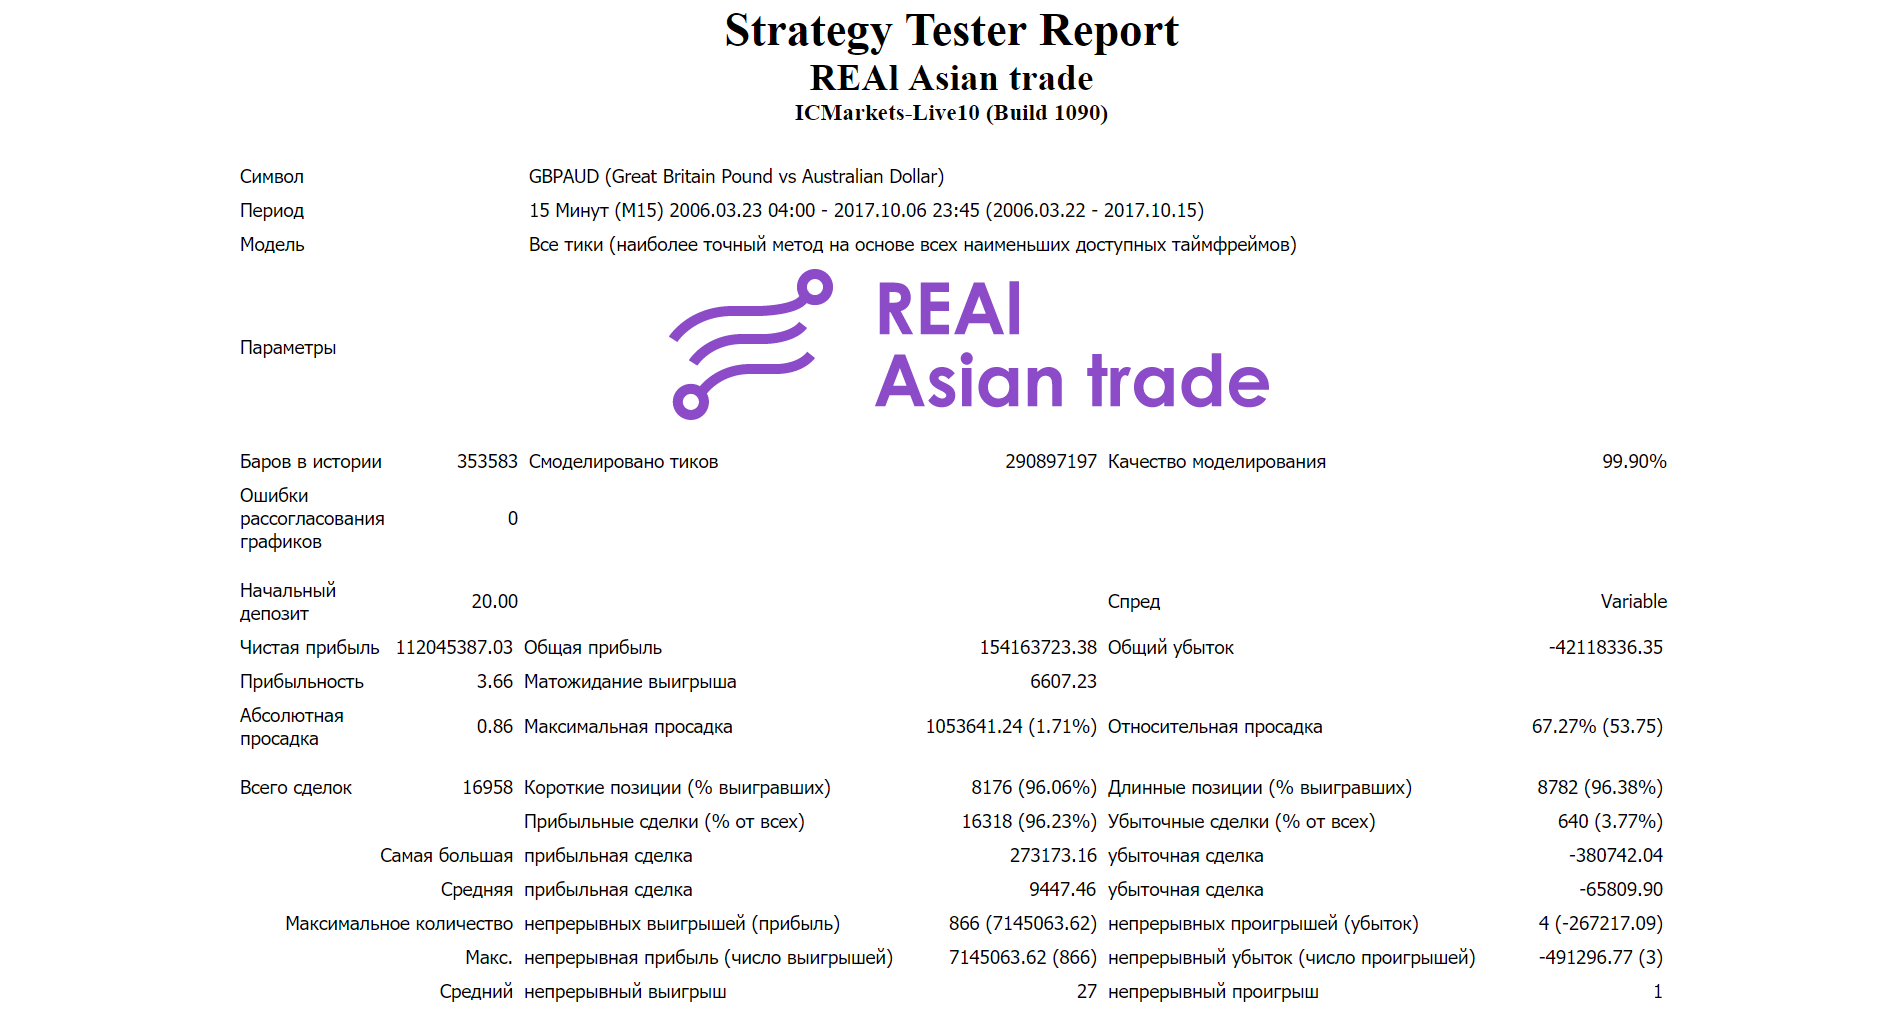 Strategy Tester Report
REAl Asian trade
ICMarkets-Live10 (Build 1090)
Символ GBPAUD (Great Britain Pound vs Australian Dollar)
Период 15 Минут (M15) 2006.03.23 04:00 - 2017.10.06 23:45 (2006.03.22 - 2017.10.15)
Модель Все тики (наиболее точный метод на основе всех наименьших доступных таймфреймов)
Параметры
REAl
Asian trade
Баров в истории 353583 Смоделировано тиков 290897197 Качество моделирования 99.90%
Ошибки
рассогласования 0
графиков
Начальный
депозит 20.00 Спред Variable
Чистая прибыль 112045387.03 Общая прибыль 154163723.38 Общий убыток -42118336.35
Прибыльность 3.66 Матожидание выигрыша 6607.23
Абсолютная
просадка 0.86 Максимальная просадка 1053641.24 (1.71%) Относительная просадка 67.27% (53.75)
Всего сделок 16958 Короткие позиции (% выигравших) 8176 (96.06%) Длинные позиции (% выигравших) 8782 (96.38%)
Прибыльные сделки (% от всех) 16318 (96.23%) Убыточные сделки (% от всех) 640 (3.77%)
Самая большая прибыльная сделка 273173.16 убыточная сделка -380742.04
Средняя прибыльная сделка 9447.46 убыточная сделка -65809.90
Максимальное количество непрерывных выигрышей (прибыль) 866 (7145063.62) непрерывных проигрышей (убыток) 4 (-267217.09)
Макс. непрерывная прибыль (число выигрышей) 7145063.62 (866) непрерывный убыток (число проигрышей) -491296.77 (3)
Средний непрерывный выигрыш 27 непрерывный проигрыш 1